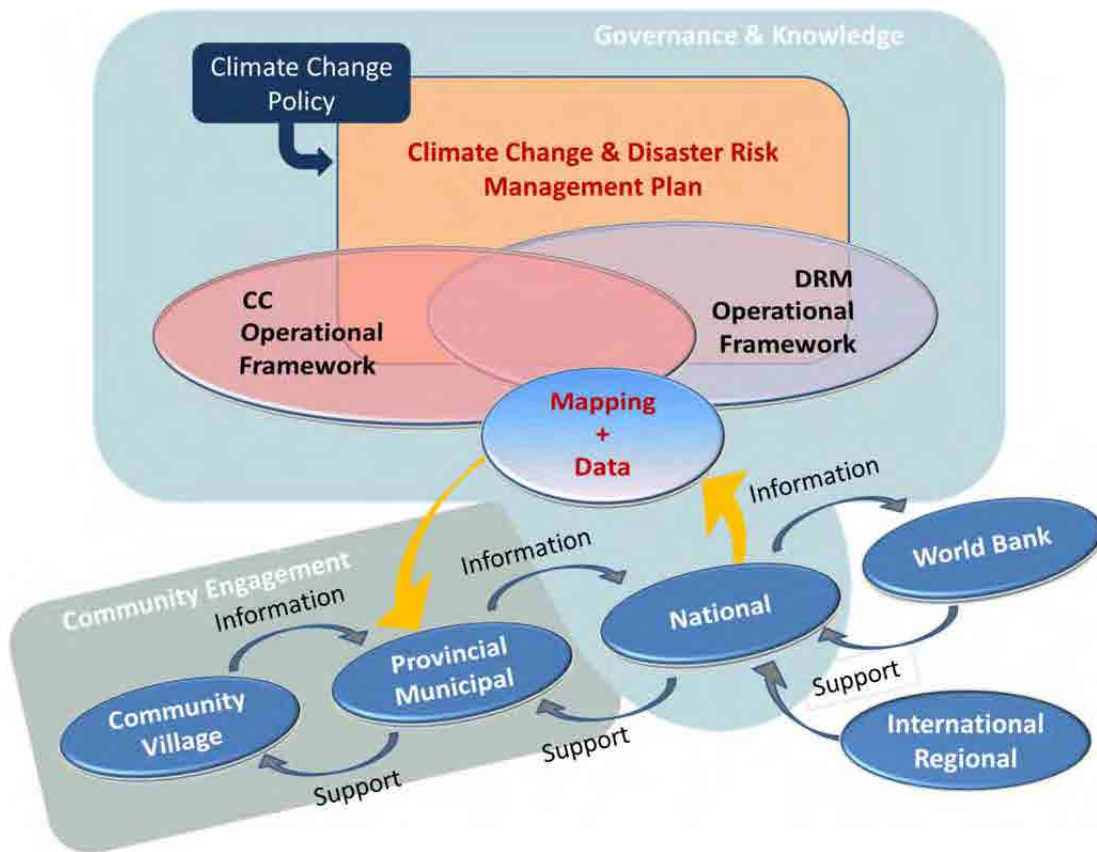 Governance & Knowledge
Climate Change
Policy
Climate Change & Disaster Risk
Management Plan
CC
Operational
Framework
DRM
Operational
Framework
Mapping
+
Data
Information
World Bank
Information
National
Community Engagement
Information
Provincial
Municipal
Support
Community
Village
Support
International
Regional
Support